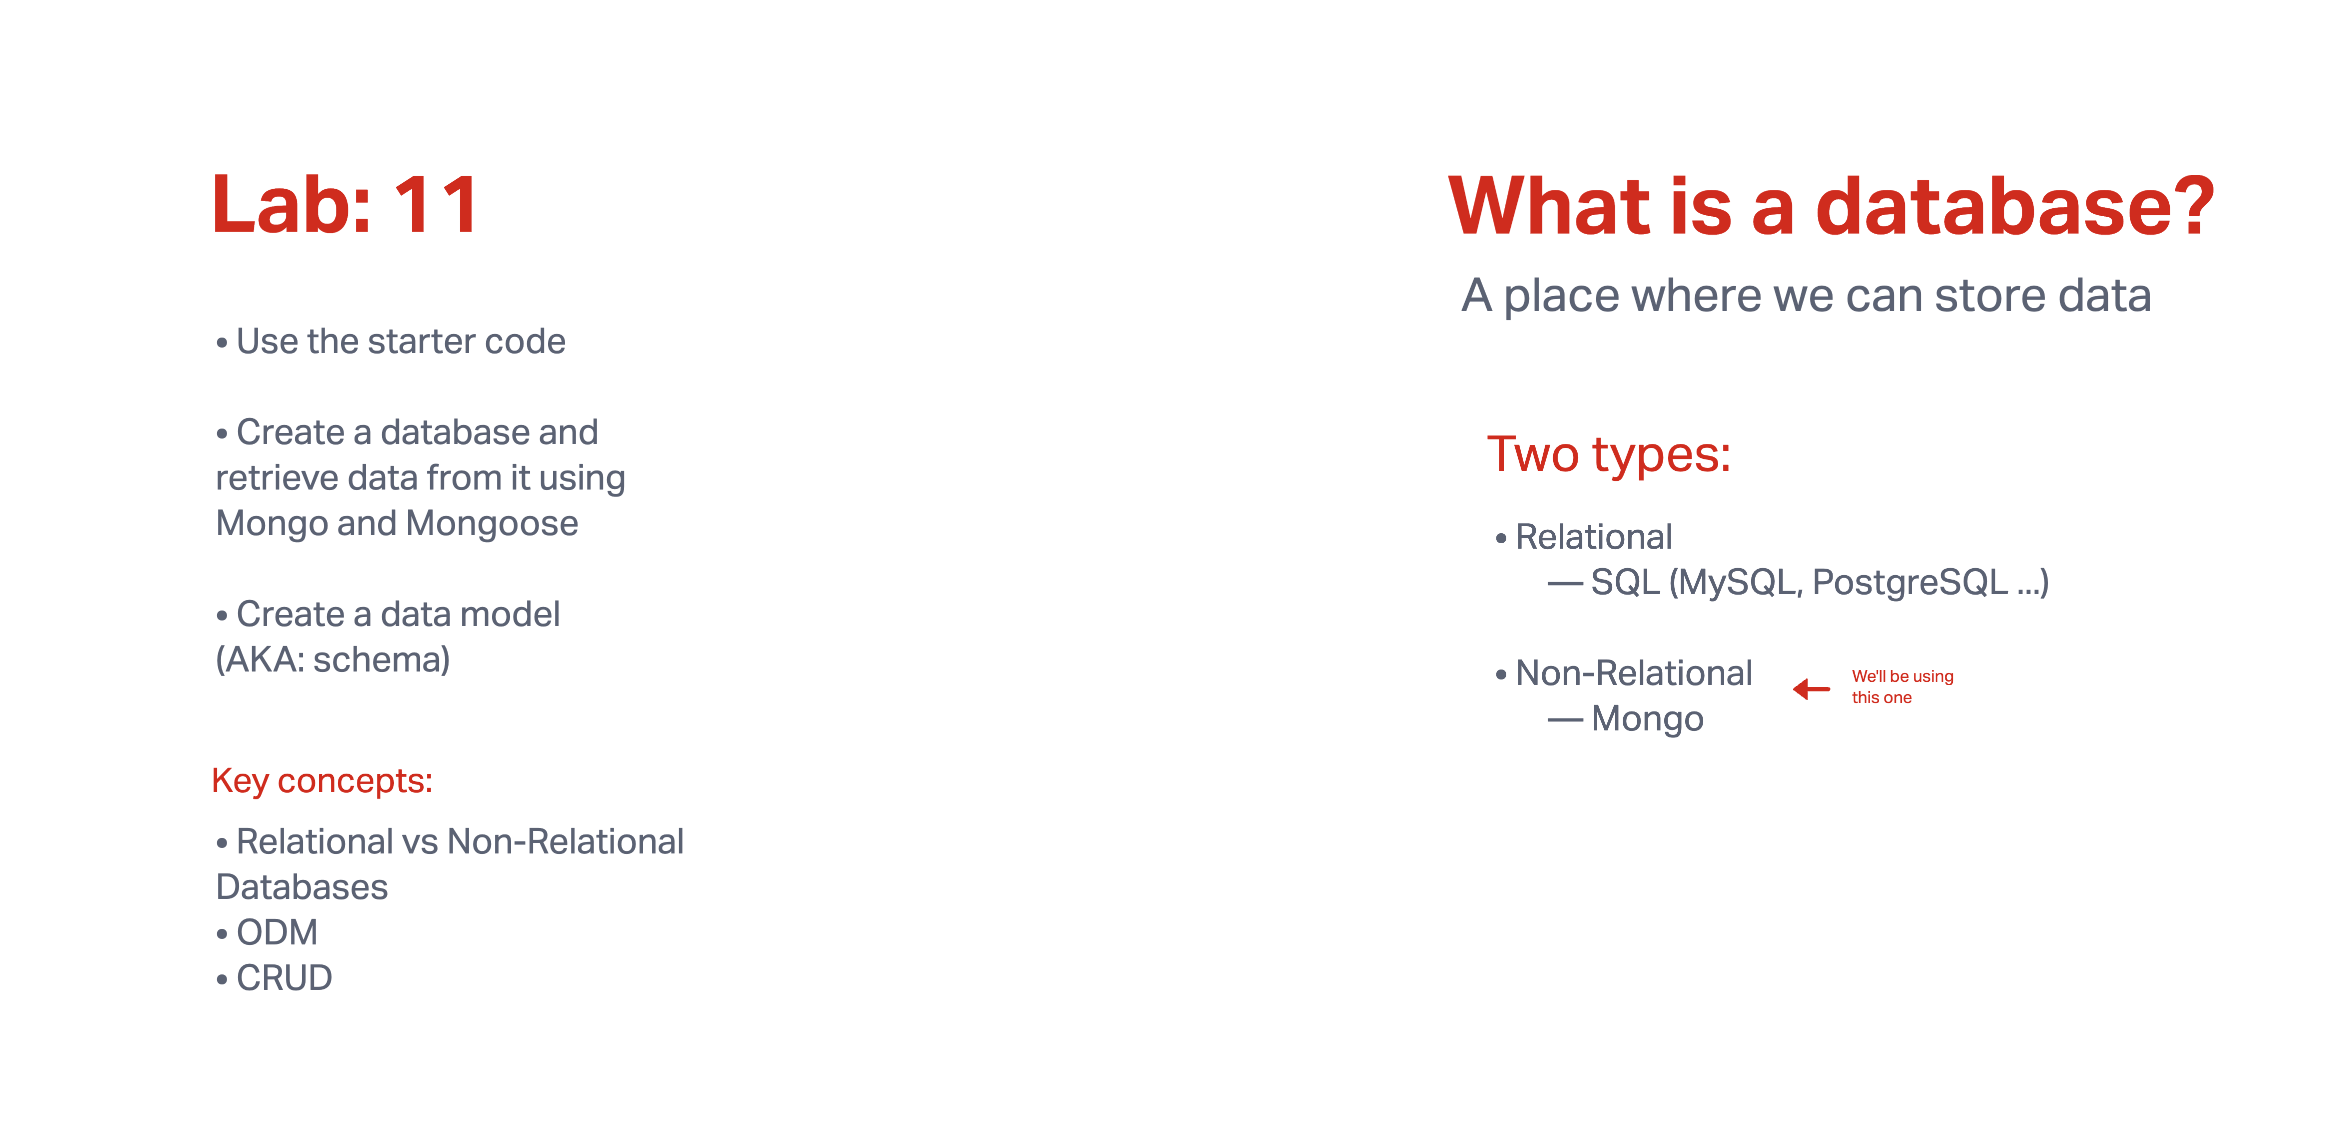 Lab: 11
• Use the starter code
• Create a database and
retrieve data from it using
Mongo and Mongoose
• Create a data model
(AKA: schema)
Key concepts:
• Relational vs Non-Relational
Databases
• ODM
• CRUD
What is a database?
A place where we can store data
Two types:
• Relational
— SQL (MySQL, PostgreSQL ...)
• Non-Relational
— Mongo
We'll be using
this one